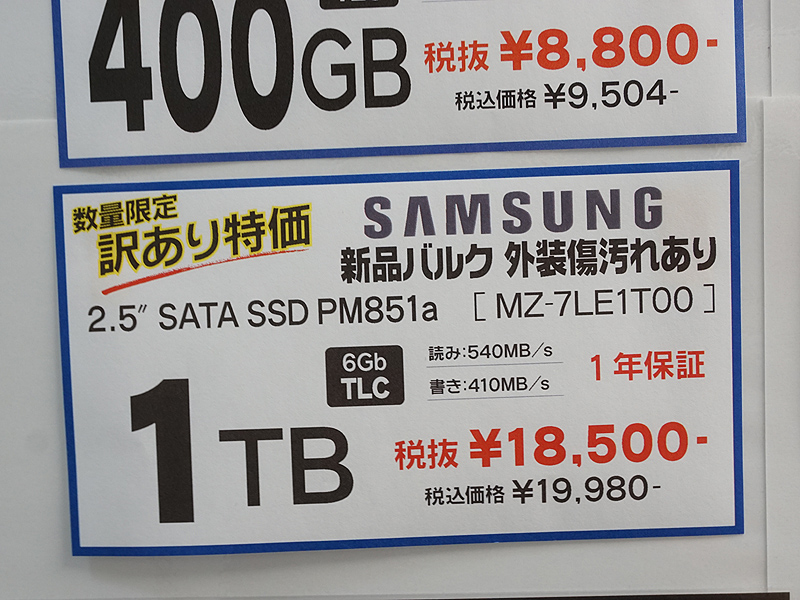 400GB
税抜 ¥8,800-
税込価格 ¥9,504-
数量限定
訳あり特価
SAMSUNG
新品バルク 外装傷汚れあり
2.5" SATA SSD PM851a [ MZ-7LE1T00 ]
6Gb
TLC
読み:540MB/s
書き:410MB/s
1年保証
1TB
税抜 ¥18,500-
税込価格 ¥19,980-